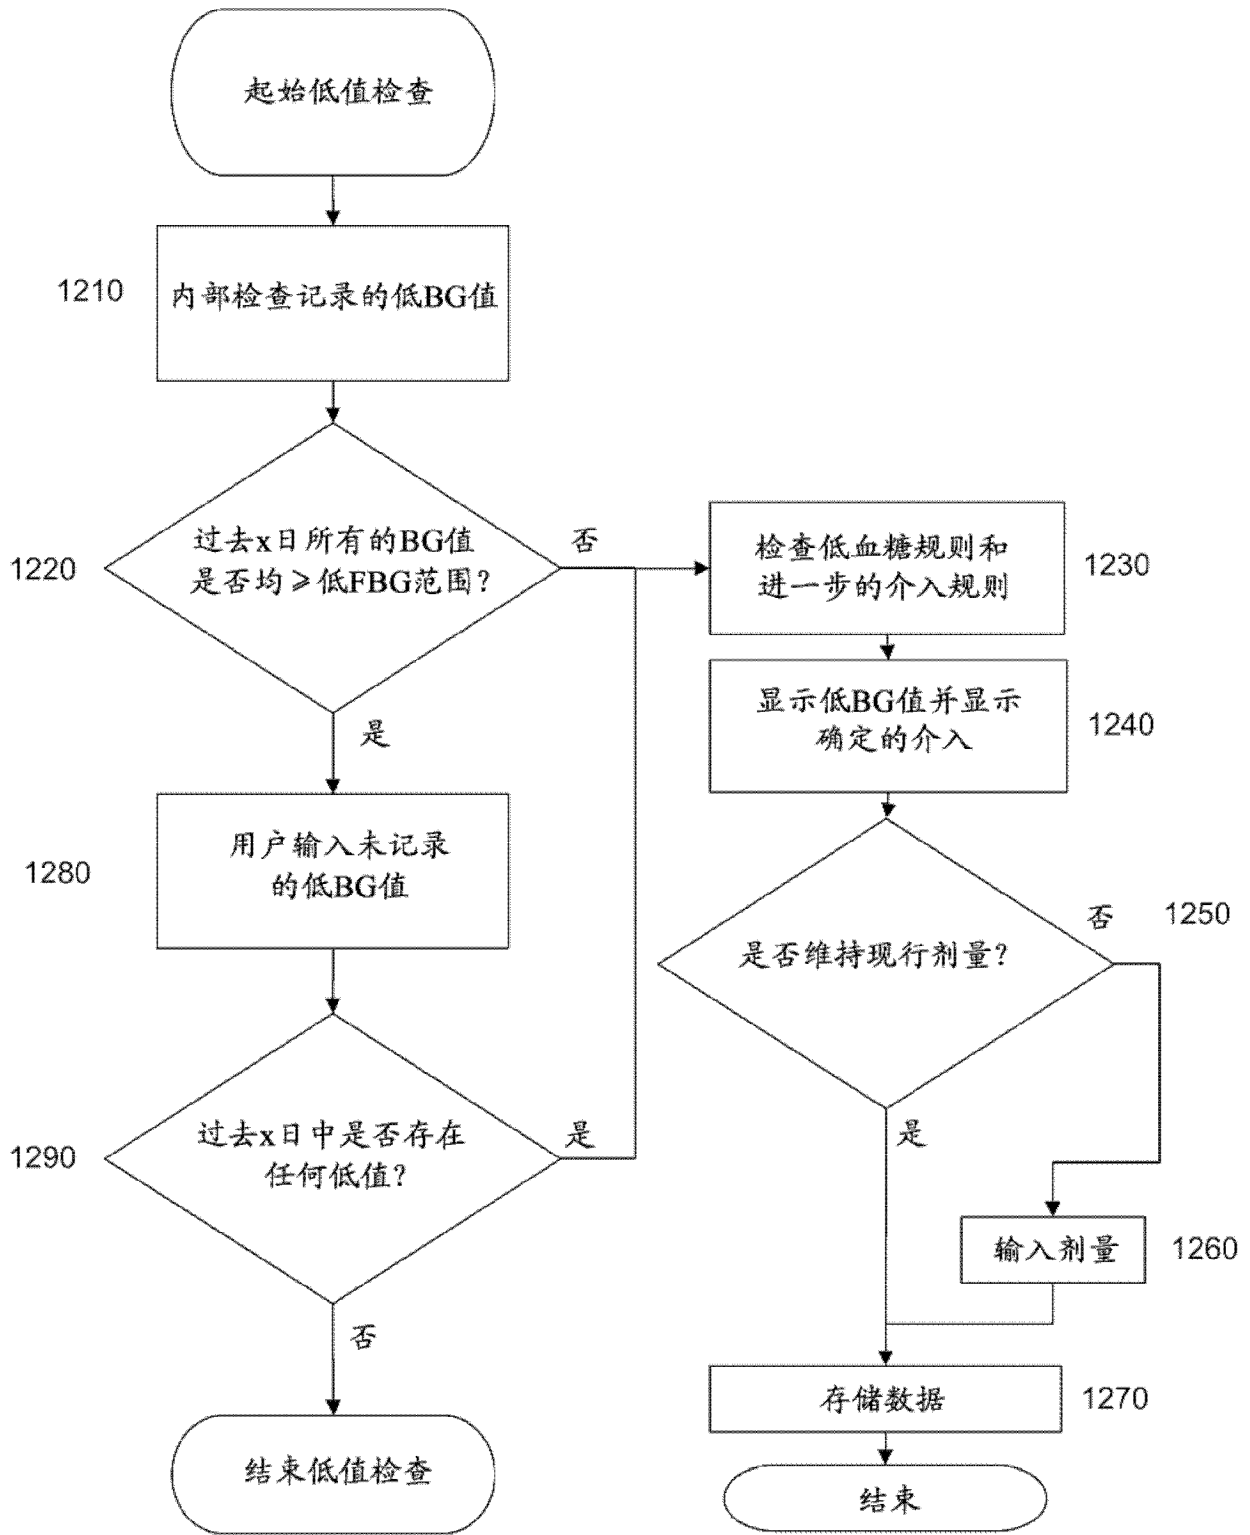 起始低值检查
1210
内部检查记录的低BG值
1220
过去x日所有的BG值
是否均≥低FBG范围？
否
是
检查低血糖规则和
进一步的介入规则
1230
显示低BG值并显示
确定的介入
1240
1280
用户输入未记录
的低BG值
是否维持现行剂量？
否
1250
是
1290
过去x日中是否存在
任何低值？
是
否
输入剂量
1260
存储数据
1270
结束低值检查
结束